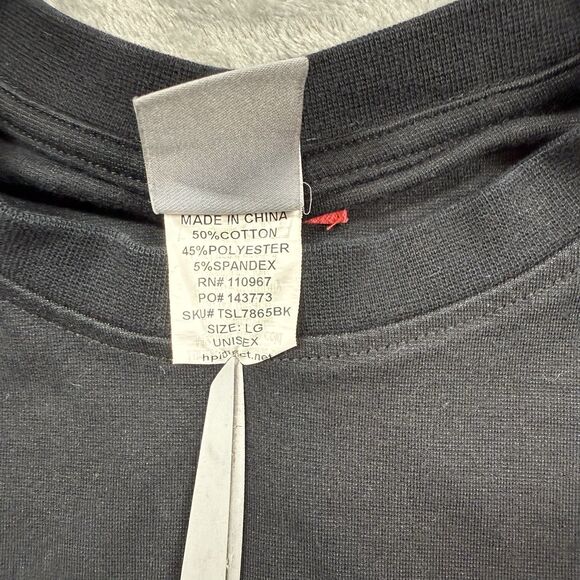 MADE IN CHINA
50%COTTON
45%POLYESTER
5%SPANDEX
RN# 110967
PO# 143773
SKU# TSL7865BK
SIZE: LG
UNISEX